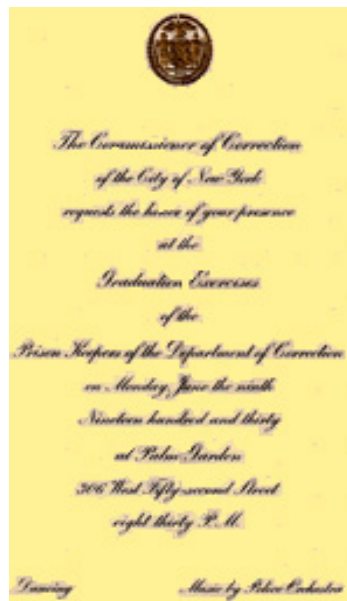 The Commissioner of Correction
of the City of New York
requests the honor of your presence
at the
Graduation Exercises
of the
Prison Keepers of the Department of Correction
on Monday, June the ninth
Nineteen hundred and thirty
at Palm Garden
306 West Fifty-second Street
eight thirty P.M.
Dancing
Music by Police Orchestra